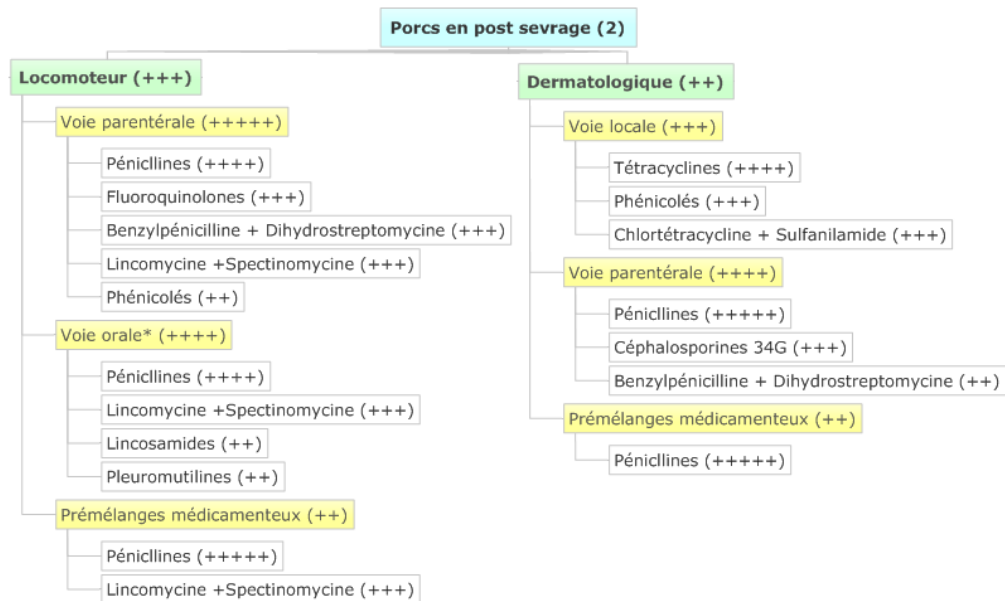 Porcs en post sevrage (2)
Locomoteur (+++)
Voie parentérale (+++++)
Pénicllines (++++)
Fluoroquinolones (+++)
Benzylpénicilline + Dihydrostreptomycine (+++)
Lincomycine +Spectinomycine (+++)
Phénicolés (++)
Voie orale* (++++)
Pénicllines (++++)
Lincomycine +Spectinomycine (+++)
Lincosamides (++)
Pleuromutilines (++)
Prémélanges médicamenteux (++)
Pénicllines (+++++)
Lincomycine +Spectinomycine (+++)
Dermatologique (++)
Voie locale (+++)
Tétracyclines (++++)
Phénicolés (+++)
Chlortétracycline + Sulfanilamide (+++)
Voie parentérale (++++)
Pénicllines (+++++)
Céphalosporines 34G (+++)
Benzylpénicilline + Dihydrostreptomycine (++)
Prémélanges médicamenteux (++)
Pénicllines (+++++)